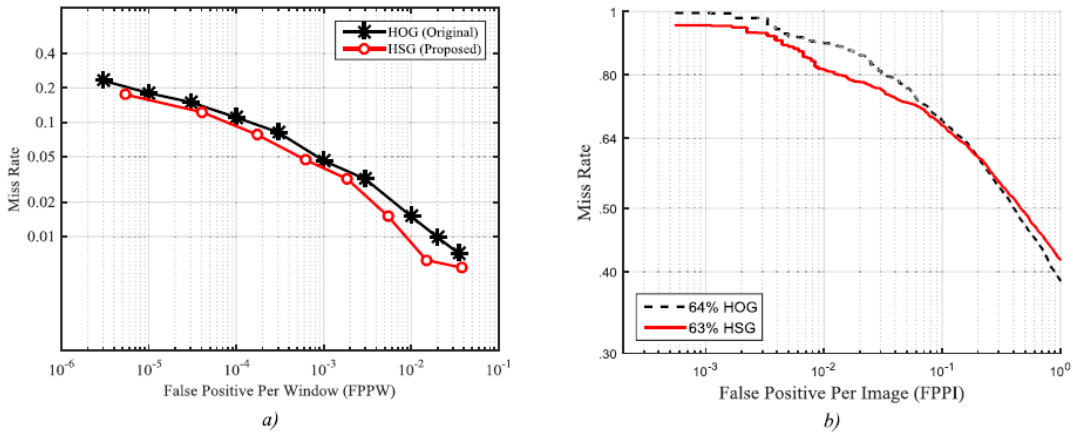 HOG (Original)
HSG (Proposed)
0.4
0.2
0.1
0.05
0.02
0.01
Miss Rate
10^-6
10^-5
10^-4
10^-3
10^-2
10^-1
False Positive Per Window (FPPW)
a)
1
.80
.64
.50
.40
.30
Miss Rate
64% HOG
63% HSG
10^-3
10^-2
10^-1
10^0
False Positive Per Image (FPPI)
b)